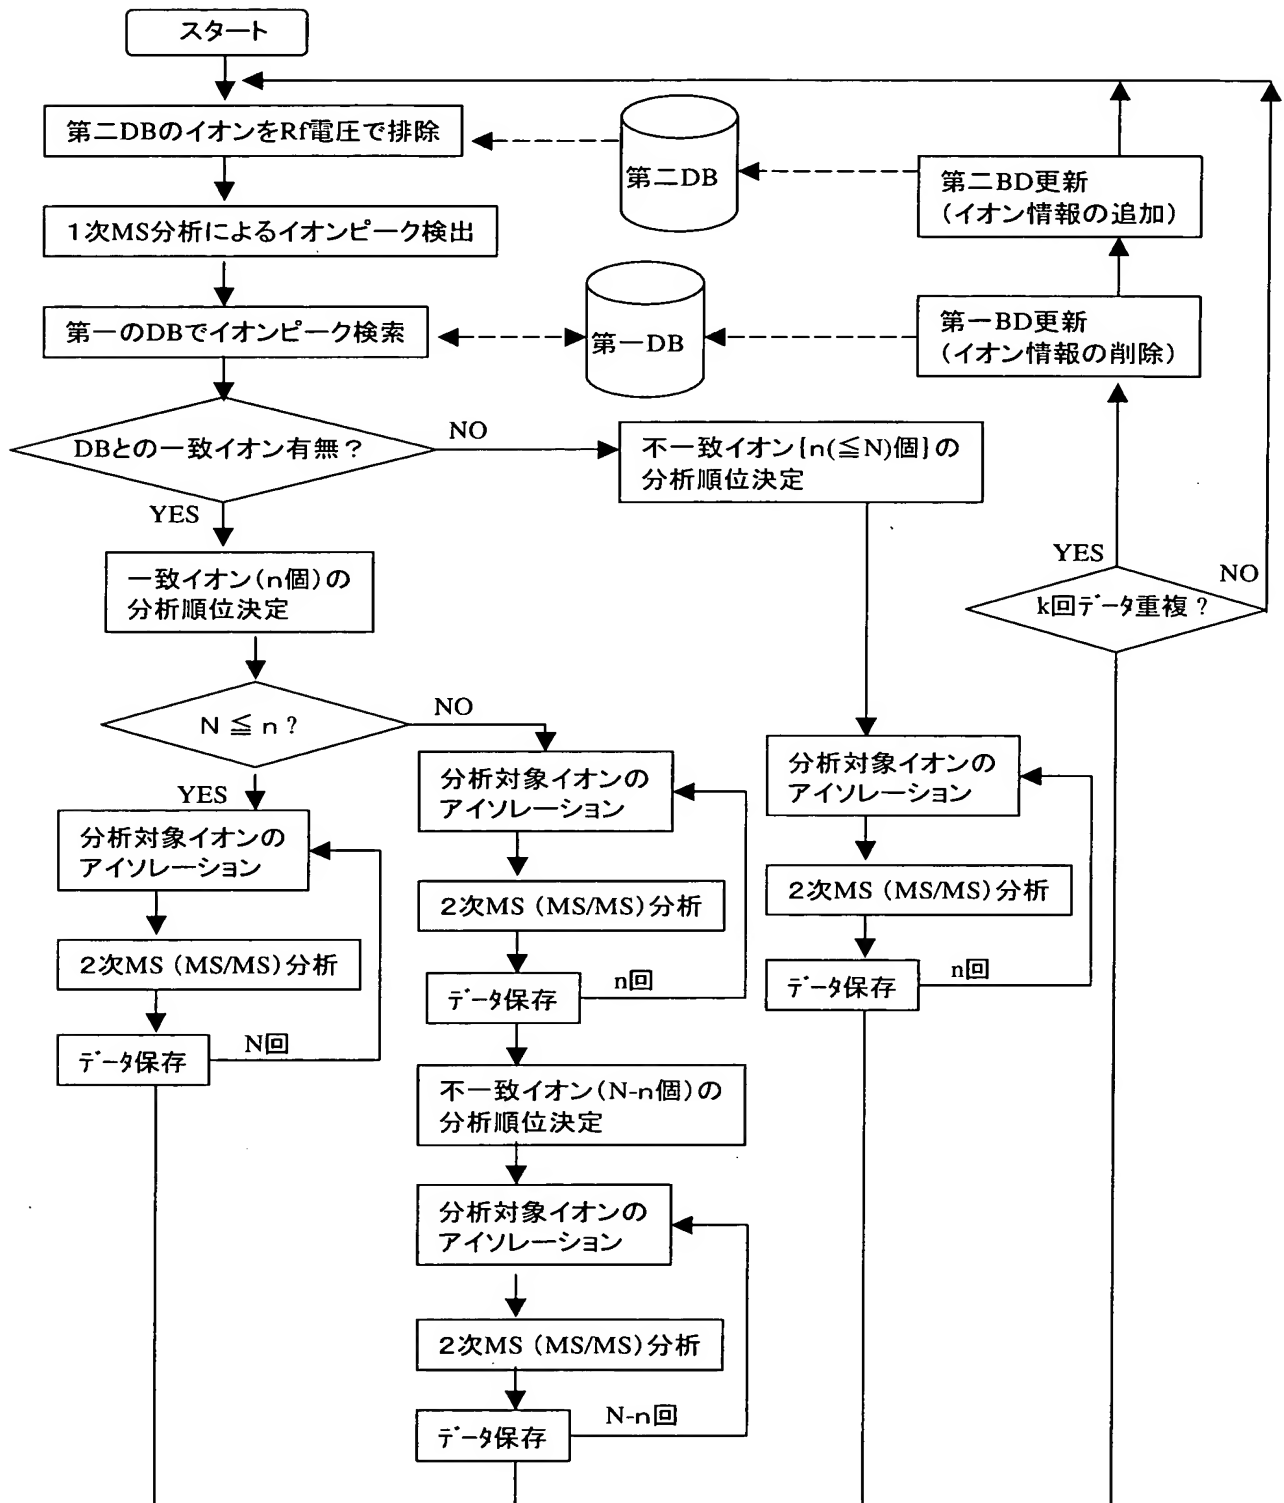 スタート
第二DBのイオンをRf電圧で排除
第二DB
第二BD更新
(イオン情報の追加)
1次MS分析によるイオンピーク検出
第一のDBでイオンピーク検索
第一DB
第一BD更新
(イオン情報の削除)
DBとの一致イオン有無？
NO
不一致イオン{n(≦N)個}の
分析順位決定
YES
一致イオン(n個)の
分析順位決定
YES
NO
k回ﾃﾞｰﾀ重複？
N ≦ n？
NO
YES
分析対象イオンの
アイソレーション
2次MS (MS/MS)分析
ﾃﾞｰﾀ保存
N回
分析対象イオンの
アイソレーション
2次MS (MS/MS)分析
ﾃﾞｰﾀ保存
n回
不一致イオン(N-n個)の
分析順位決定
分析対象イオンの
アイソレーション
2次MS (MS/MS)分析
ﾃﾞｰﾀ保存
N-n回
分析対象イオンの
アイソレーション
2次MS (MS/MS)分析
ﾃﾞｰﾀ保存
n回